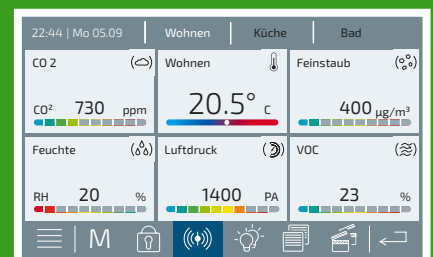 22:44 | Mo 05.09 Wohnen Küche Bad
CO 2 Wohnen Feinstaub
CO² 730 ppm 20.5° C 400 µg/m³
Feuchte Luftdruck VOC
RH 20 % 1400 PA 23 %
M